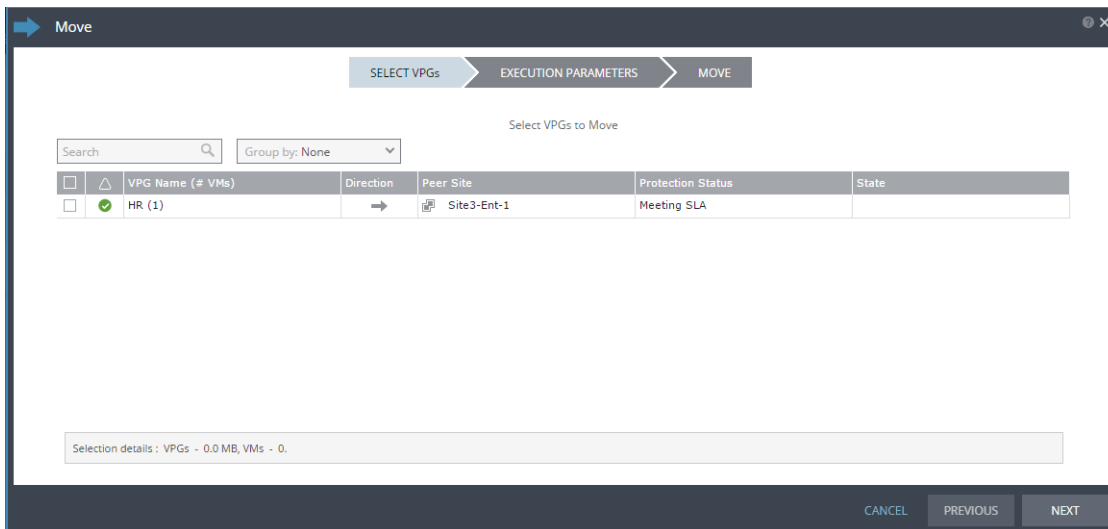 Move
SELECT VPGs EXECUTION PARAMETERS MOVE
Select VPGs to Move
Search Group by: None
VPG Name (# VMs) Direction Peer Site Protection Status State
HR (1) Site3-Ent-1 Meeting SLA
Selection details : VPGs - 0.0 MB, VMs - 0.
CANCEL PREVIOUS NEXT